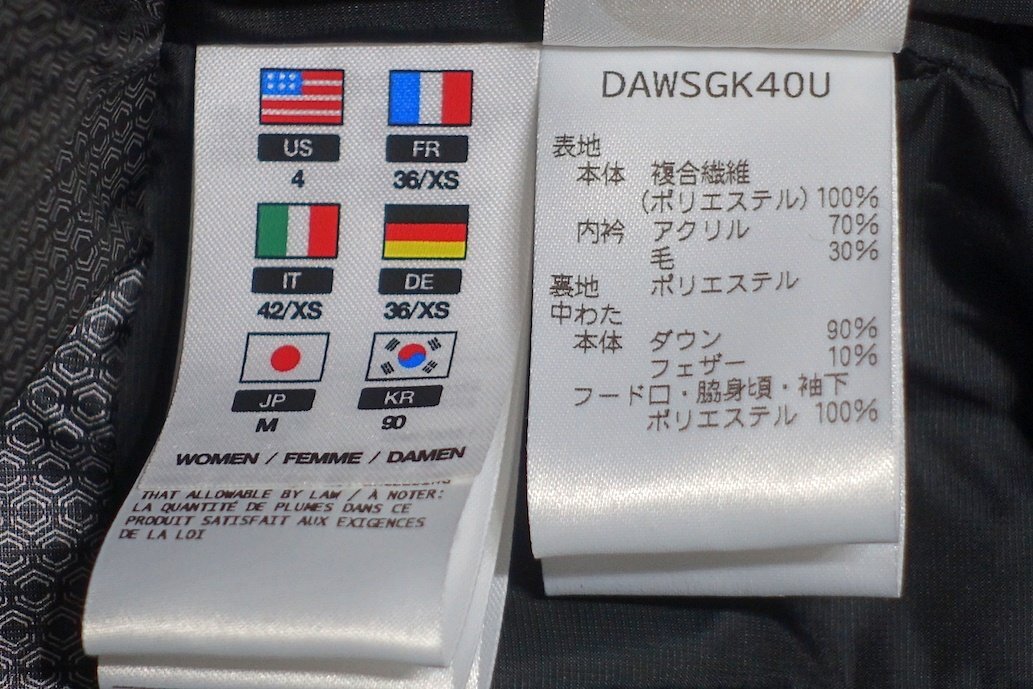 US
FR
4
36/XS
IT
DE
42/XS
36/XS
JP
KR
M
90
WOMEN / FEMME / DAMEN
THAT ALLOWABLE BY LAW / À NOTER:
LA QUANTITÉ DE PLUMES DANS CE
PRODUIT SATISFAIT AUX EXIGENCES
DE LA LOI
DAWSGK40U
表地
本体 複合繊維
(ポリエステル) 100%
内衿 アクリル 70%
毛 30%
裏地 ポリエステル
中わた
本体 ダウン 90%
フェザー 10%
フード口・脇身頃・袖下
ポリエステル 100%